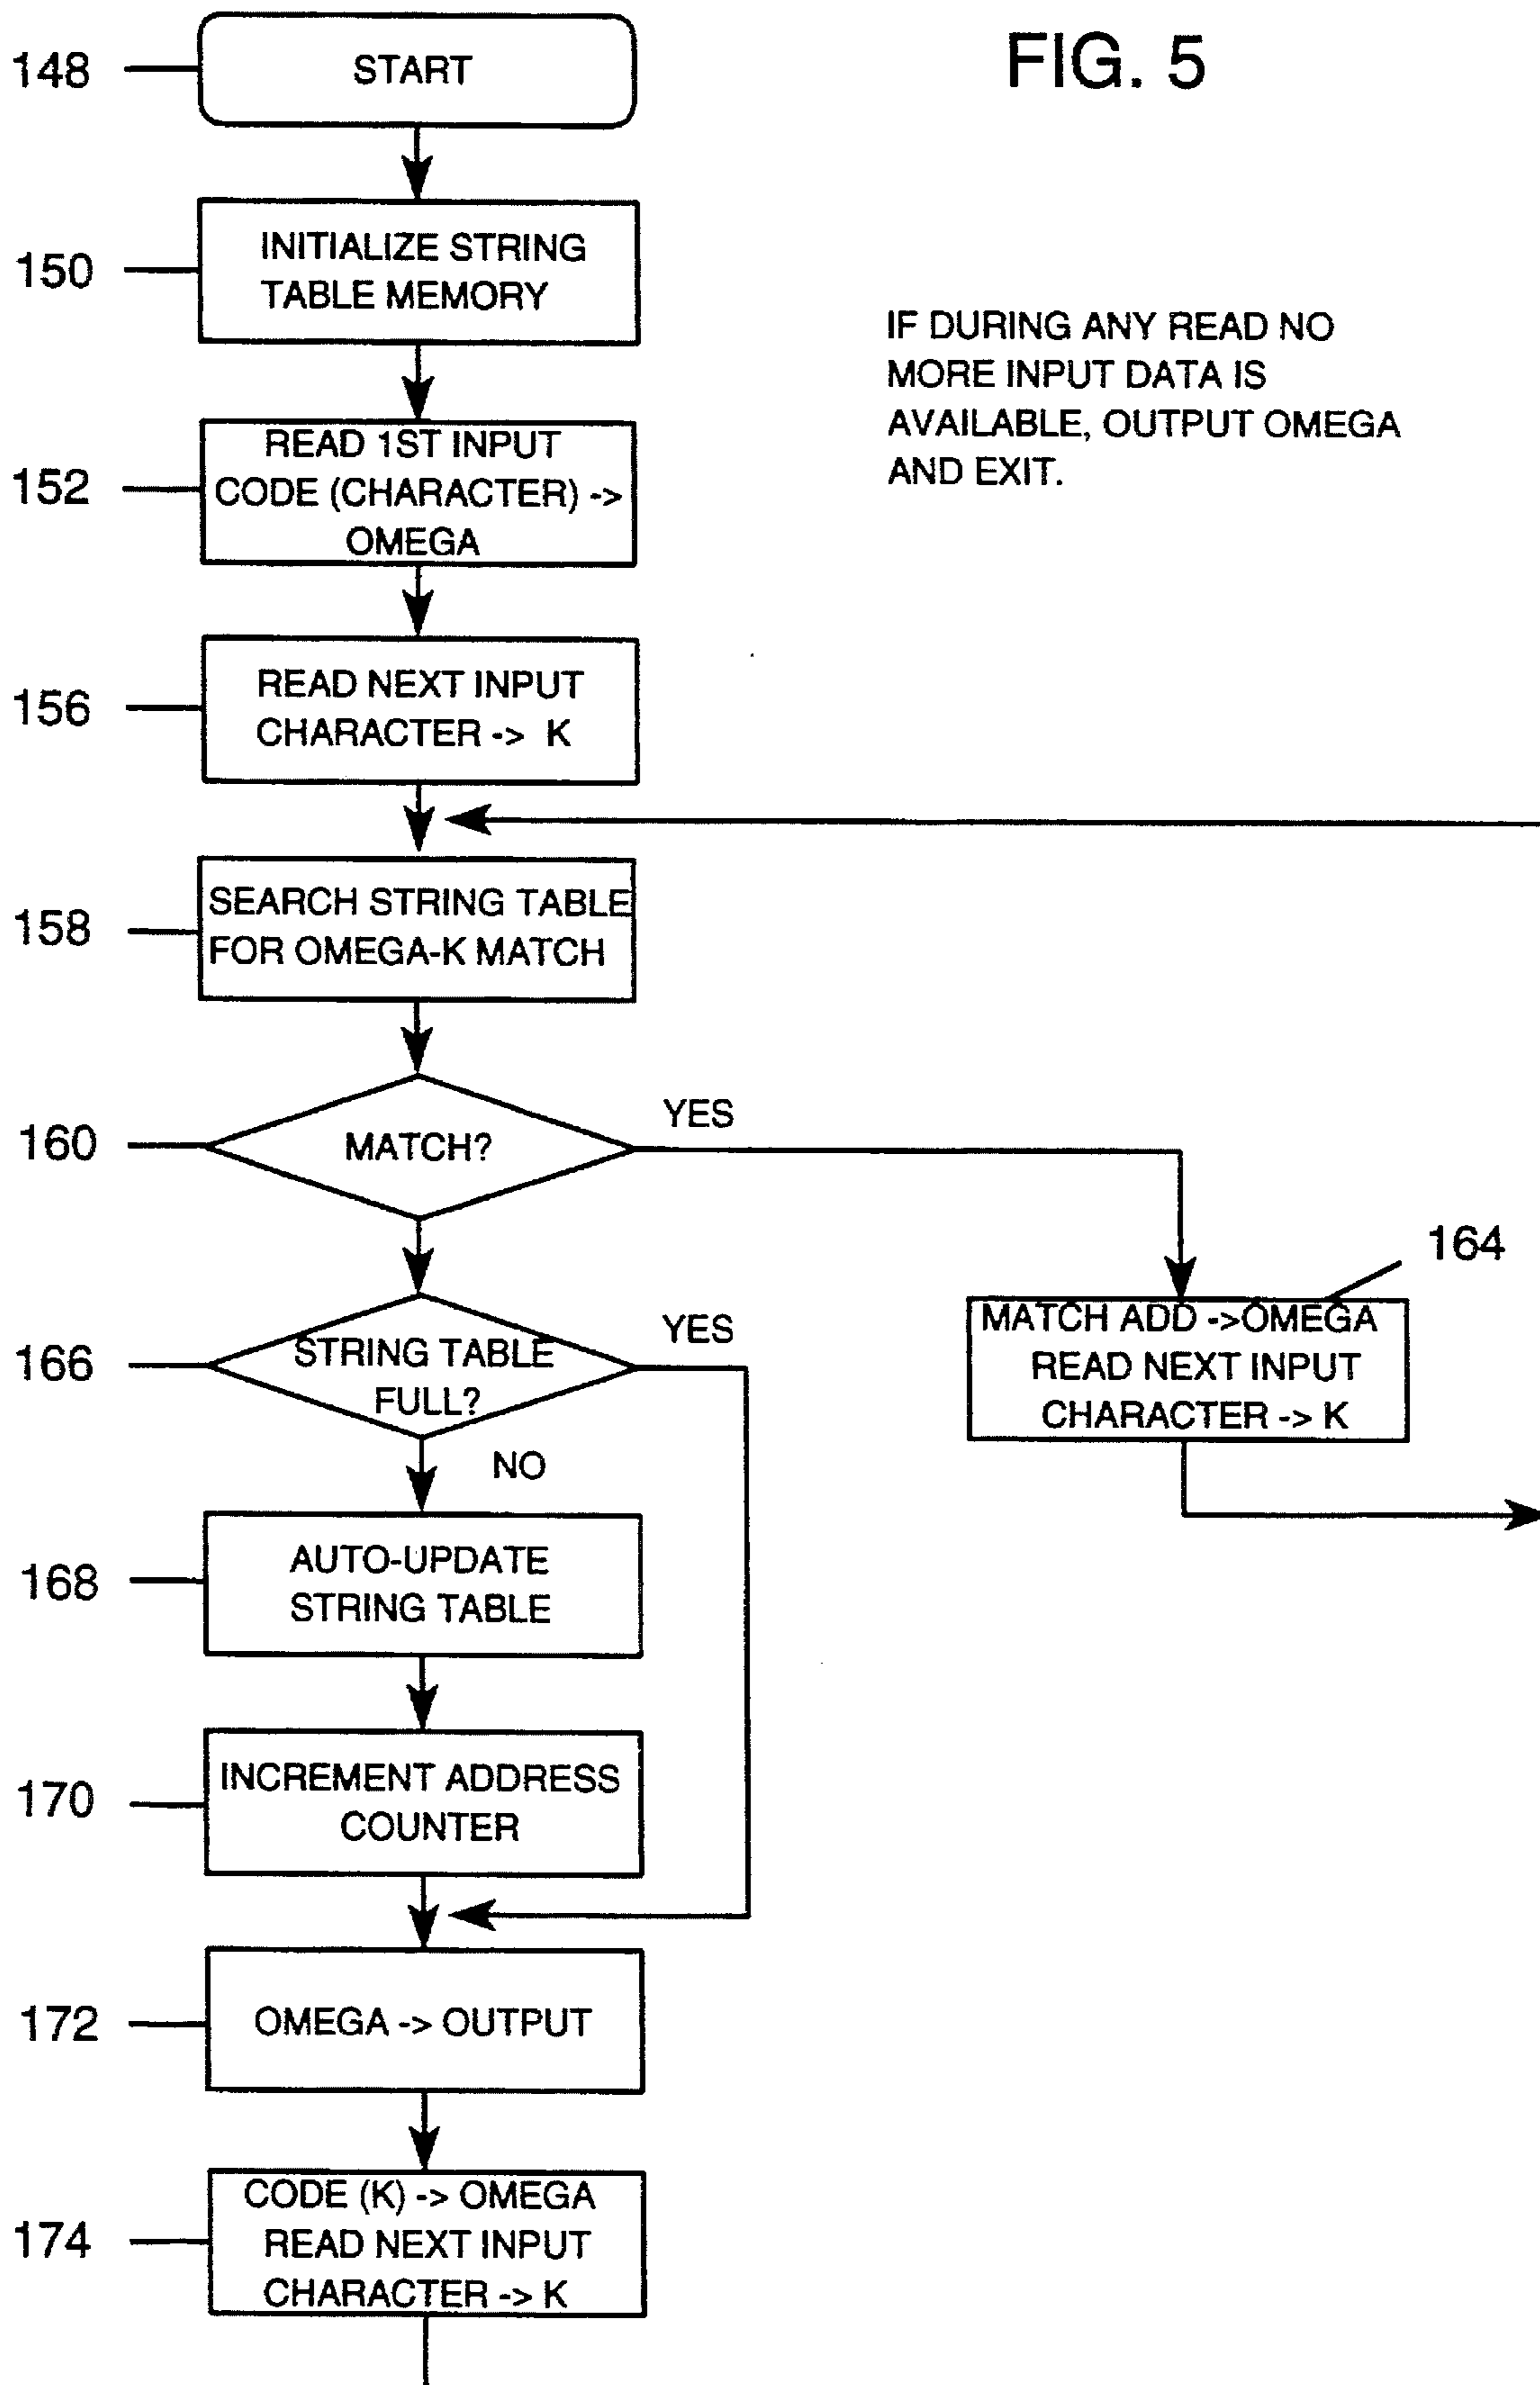 FIG. 5
148
START
150
INITIALIZE STRING
TABLE MEMORY
IF DURING ANY READ NO
MORE INPUT DATA IS
AVAILABLE, OUTPUT OMEGA
AND EXIT.
152
READ 1ST INPUT
CODE (CHARACTER) ->
OMEGA
156
READ NEXT INPUT
CHARACTER -> K
158
SEARCH STRING TABLE
FOR OMEGA-K MATCH
160
MATCH?
YES
164
MATCH ADD ->OMEGA
READ NEXT INPUT
CHARACTER -> K
166
STRING TABLE
FULL?
YES
NO
168
AUTO-UPDATE
STRING TABLE
170
INCREMENT ADDRESS
COUNTER
172
OMEGA -> OUTPUT
174
CODE (K) -> OMEGA
READ NEXT INPUT
CHARACTER -> K